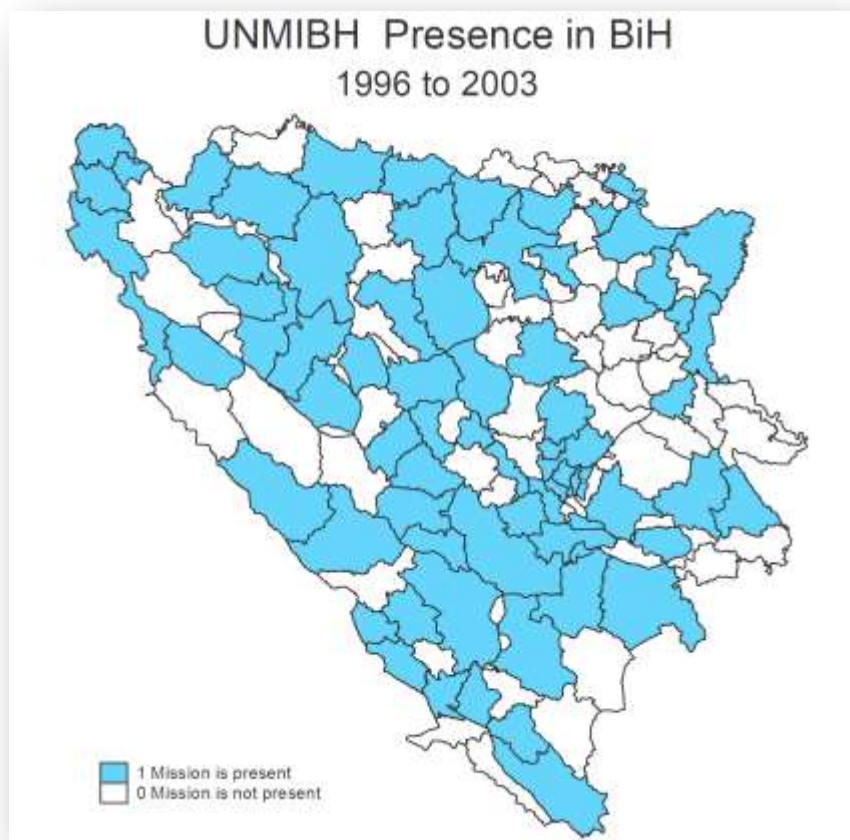 UNMIBH Presence in BiH
1996 to 2003
1 Mission is present
0 Mission is not present